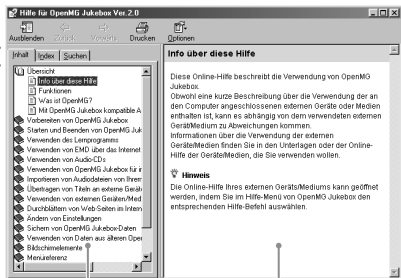 Hilfe für OpenMG Jukebox Ver.2.0
Ausblenden Zurück Vorwärts Drucken Optionen
Inhalt Index Suchen
Übersicht
Info über diese Hilfe
Funktionen
Was ist OpenMG?
Mit OpenMG Jukebox kompatible A
Vorbereiten von OpenMG Jukebox
Starten und Beenden von OpenMG Juk
Verwenden des Lernprogramms
Verwenden von EMD über das Internet
Verwenden von Audio-CDs
Verwenden von OpenMG Jukebox für ir
Importieren von Audiodateien von Ihrem
Übertragen von Titeln an externe Geräte
Verwenden von externen Geräten/Med
Durchblättern von Web-Seiten im Intern
Ändern von Einstellungen
Sichern von OpenMG Jukebox-Daten
Verwenden von Daten aus älteren Oper
Bildschirmelemente
Menüreferenz
Info über diese Hilfe
Diese Online-Hilfe beschreibt die Verwendung von OpenMG
Jukebox.
Obwohl eine kurze Beschreibung über die Verwendung der an
den Computer angeschlossenen externen Geräte oder Medien
enthalten ist, kann es abhängig von dem verwendeten externen
Gerät/Medium zu Abweichungen kommen.
Informationen über die Verwendung der externen
Geräte/Medien finden Sie in den Unterlagen oder der Online-
Hilfe der Geräte/Medien, die Sie verwenden wollen.
Hinweis
Die Online-Hilfe Ihres externen Geräts/Mediums kann geöffnet
werden, indem Sie im Hilfe-Menü von OpenMG Jukebox den
entsprechenden Hilfe-Befehl auswählen.